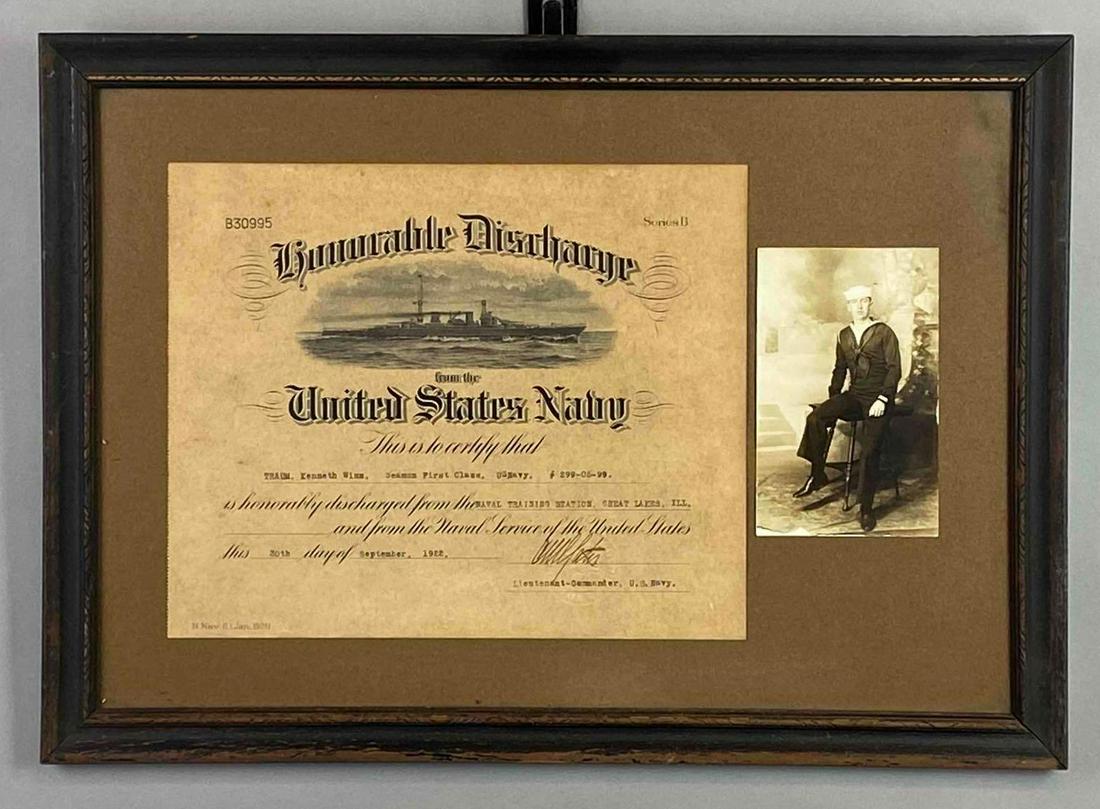 B30995
Series B
Honorable Discharge
from the
United States Navy
This is to certify that
TRAUM, Kenneth Wimm, Seaman First Class, USNavy. # 299-05-99.
is honorably discharged from the NAVAL TRAINING STATION, GREAT LAKES, ILL,
and from the Naval Service of the United States
this 30th day of September, 1922.
Lieutenant-Commander, U.S. Navy.